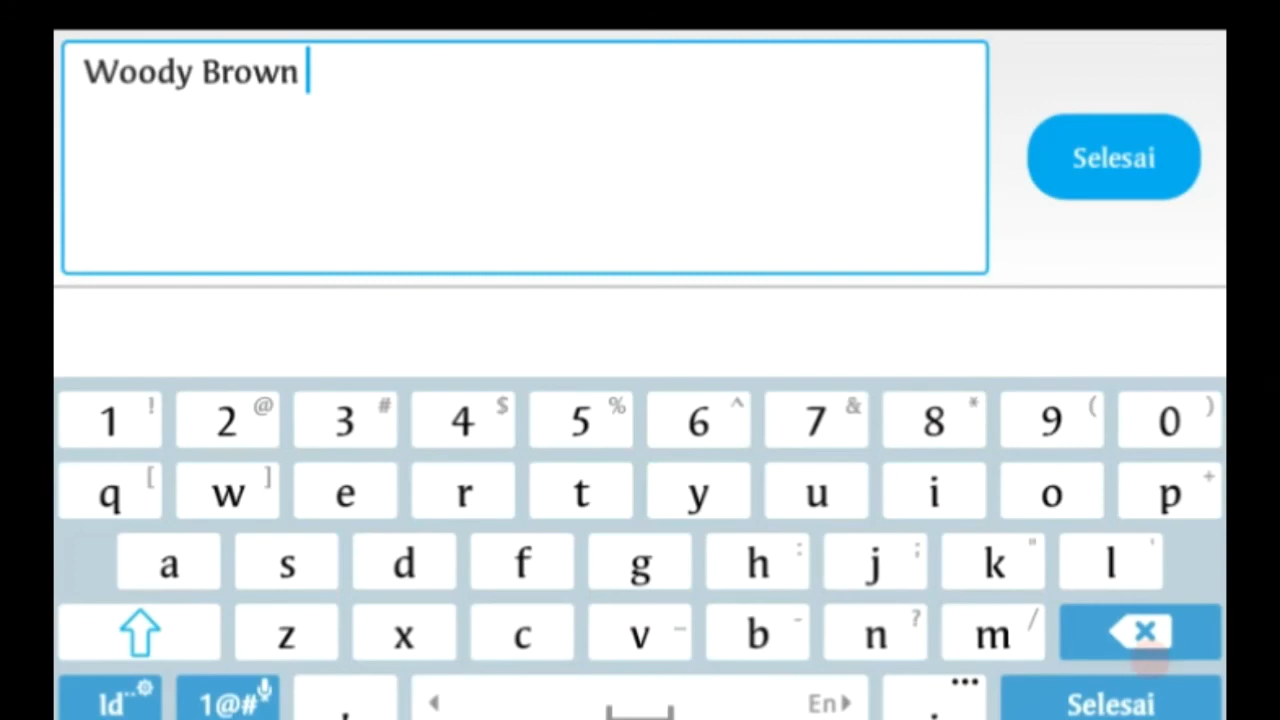 Woody Brown
Selesai
1 ! 2 @ 3 # 4 $ 5 % 6 ^ 7 & 8 * 9 ( 0 )
q [ w ] e r t y u i o p +
a s d f g h : j ; k " l '
z x c v _ b - n ? m /
Id 1@# , En . ... Selesai